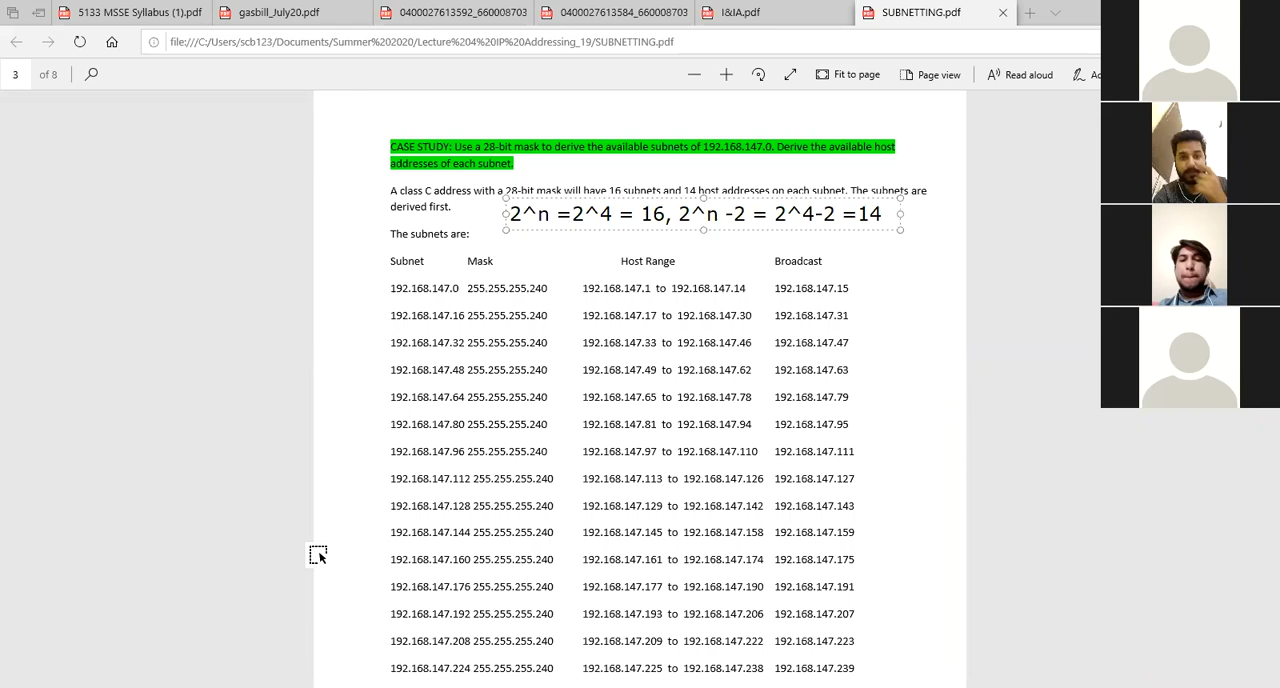 5133 MSSE Syllabus (1).pdf gasbill_July20.pdf 0400027613592_660008703 0400027613584_660008703 I&IA.pdf SUBNETTING.pdf
file:///C:/Users/scb123/Documents/Summer%202020/Lecture%204%20IP%20Addressing_19/SUBNETTING.pdf
3 of 8 Fit to page Page view Read aloud
CASE STUDY: Use a 28-bit mask to derive the available subnets of 192.168.147.0. Derive the available host
addresses of each subnet.
A class C address with a 28-bit mask will have 16 subnets and 14 host addresses on each subnet. The subnets are
derived first.
2^n =2^4 = 16, 2^n -2 = 2^4-2 =14
The subnets are:
Subnet Mask Host Range Broadcast
192.168.147.0 255.255.255.240 192.168.147.1 to 192.168.147.14 192.168.147.15
192.168.147.16 255.255.255.240 192.168.147.17 to 192.168.147.30 192.168.147.31
192.168.147.32 255.255.255.240 192.168.147.33 to 192.168.147.46 192.168.147.47
192.168.147.48 255.255.255.240 192.168.147.49 to 192.168.147.62 192.168.147.63
192.168.147.64 255.255.255.240 192.168.147.65 to 192.168.147.78 192.168.147.79
192.168.147.80 255.255.255.240 192.168.147.81 to 192.168.147.94 192.168.147.95
192.168.147.96 255.255.255.240 192.168.147.97 to 192.168.147.110 192.168.147.111
192.168.147.112 255.255.255.240 192.168.147.113 to 192.168.147.126 192.168.147.127
192.168.147.128 255.255.255.240 192.168.147.129 to 192.168.147.142 192.168.147.143
192.168.147.144 255.255.255.240 192.168.147.145 to 192.168.147.158 192.168.147.159
192.168.147.160 255.255.255.240 192.168.147.161 to 192.168.147.174 192.168.147.175
192.168.147.176 255.255.255.240 192.168.147.177 to 192.168.147.190 192.168.147.191
192.168.147.192 255.255.255.240 192.168.147.193 to 192.168.147.206 192.168.147.207
192.168.147.208 255.255.255.240 192.168.147.209 to 192.168.147.222 192.168.147.223
192.168.147.224 255.255.255.240 192.168.147.225 to 192.168.147.238 192.168.147.239